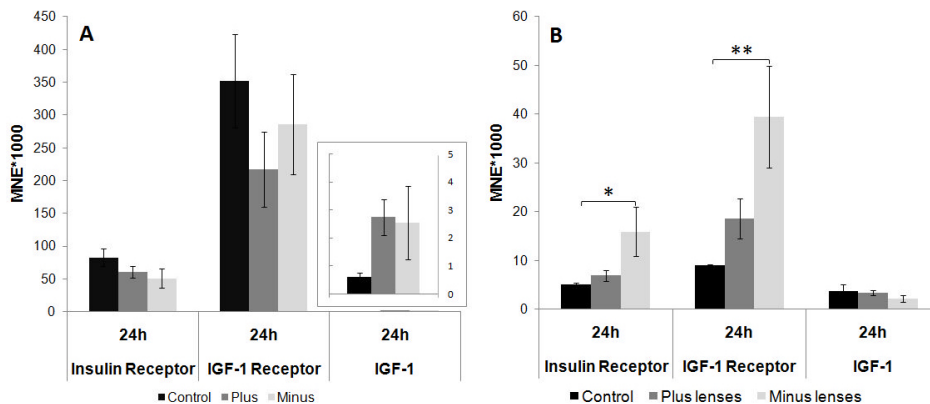 A
MNE*1000
450
400
350
300
250
200
150
100
50
0
5
4
3
2
1
0
24h 24h 24h
Insulin Receptor IGF-1 Receptor IGF-1
Control Plus Minus
B
MNE*1000
60
50
40
30
20
10
0
*
**
24h 24h 24h
Insulin Receptor IGF-1 Receptor IGF-1
Control Plus lenses Minus lenses